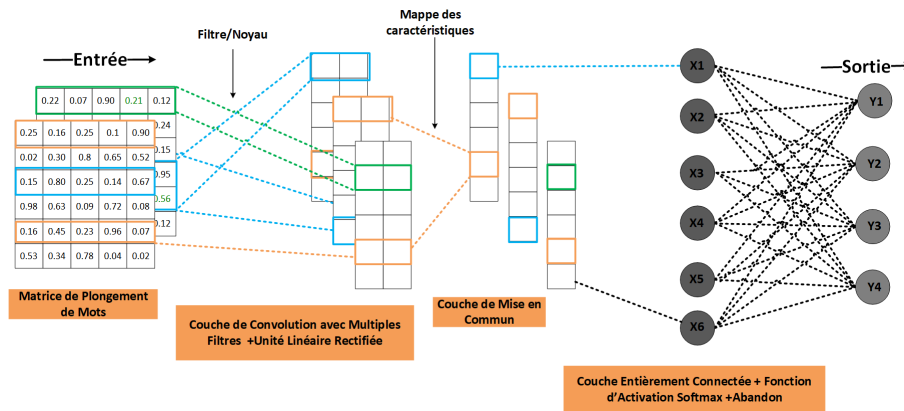 Entrée
Filtre/Noyau
Mappe des
caractéristiques
Sortie
0.22 0.07 0.90 0.21 0.12
0.24
0.15
0.95
0.56
0.12
0.25 0.16 0.25 0.1 0.90
0.02 0.30 0.8 0.65 0.52
0.15 0.80 0.25 0.14 0.67
0.98 0.63 0.09 0.72 0.08
0.16 0.45 0.23 0.96 0.07
0.53 0.34 0.78 0.04 0.02
X1
X2
X3
X4
X5
X6
Y1
Y2
Y3
Y4
Matrice de Plongement
de Mots
Couche de Convolution avec Multiples
Filtres +Unité Linéaire Rectifiée
Couche de Mise en
Commun
Couche Entièrement Connectée + Fonction
d'Activation Softmax +Abandon